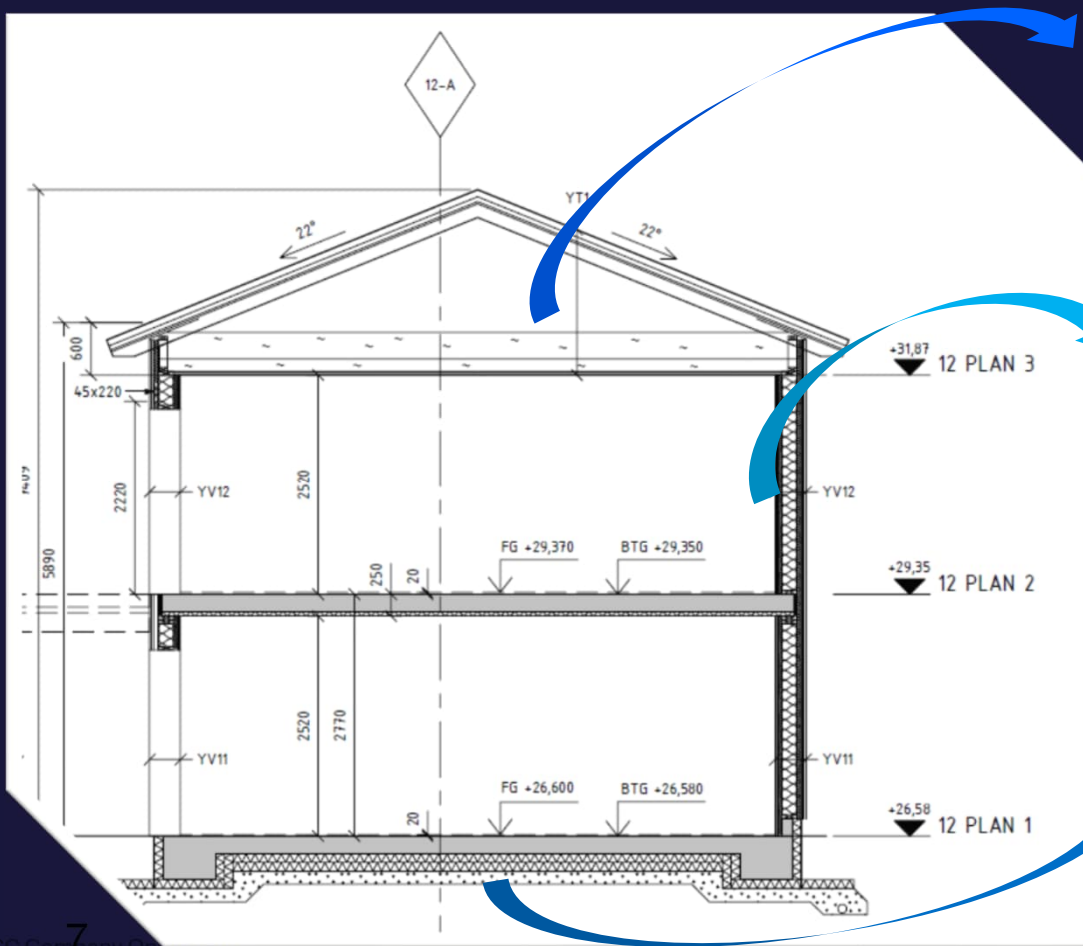 12-A
YT1
22°
22°
600
+31,87
12 PLAN 3
45x220
2220
2520
YV12
YV12
5890
FG +29,370
BTG +29,350
250
20
+29,35
12 PLAN 2
2520
2770
YV11
YV11
FG +26,600
BTG +26,580
20
+26,58
12 PLAN 1
7